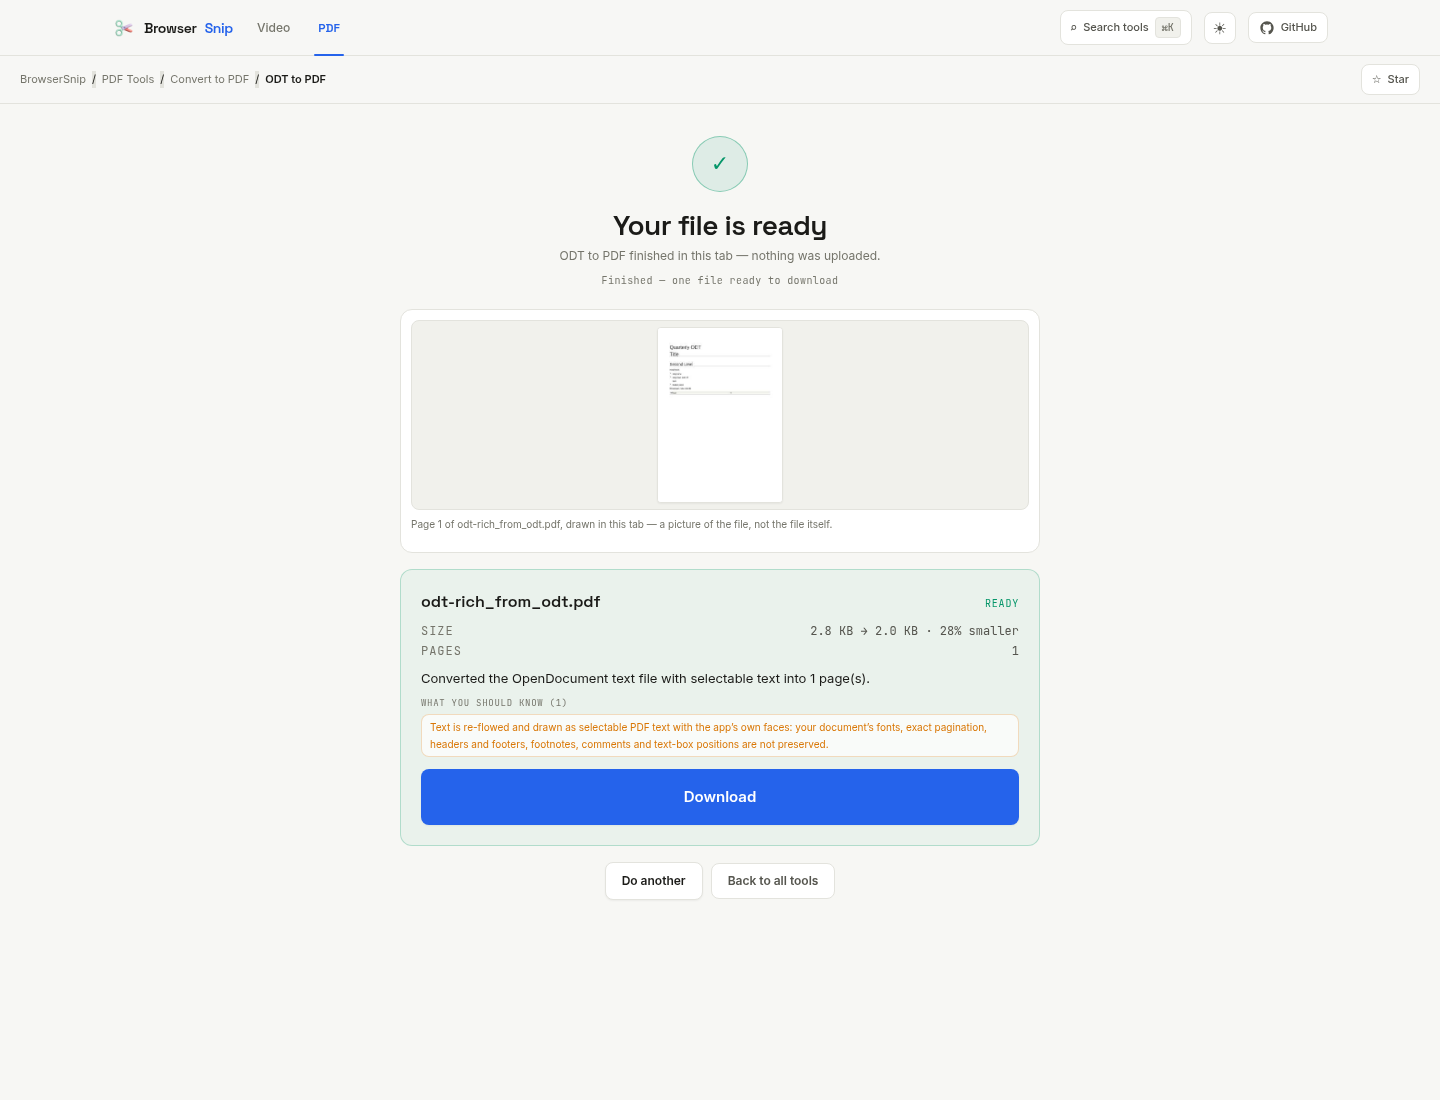 Browser Snip
Video
PDF
Search tools
⌘K
GitHub
BrowserSnip / PDF Tools / Convert to PDF / ODT to PDF
☆ Star
✓
Your file is ready
ODT to PDF finished in this tab — nothing was uploaded.
Finished — one file ready to download
Quarterly ODT
Title
Page 1 of odt-rich_from_odt.pdf, drawn in this tab — a picture of the file, not the file itself.
odt-rich_from_odt.pdf
READY
SIZE
2.8 KB → 2.0 KB · 28% smaller
PAGES
1
Converted the OpenDocument text file with selectable text into 1 page(s).
WHAT YOU SHOULD KNOW (1)
Text is re-flowed and drawn as selectable PDF text with the app’s own faces: your document’s fonts, exact pagination,
headers and footers, footnotes, comments and text-box positions are not preserved.
Download
Do another
Back to all tools